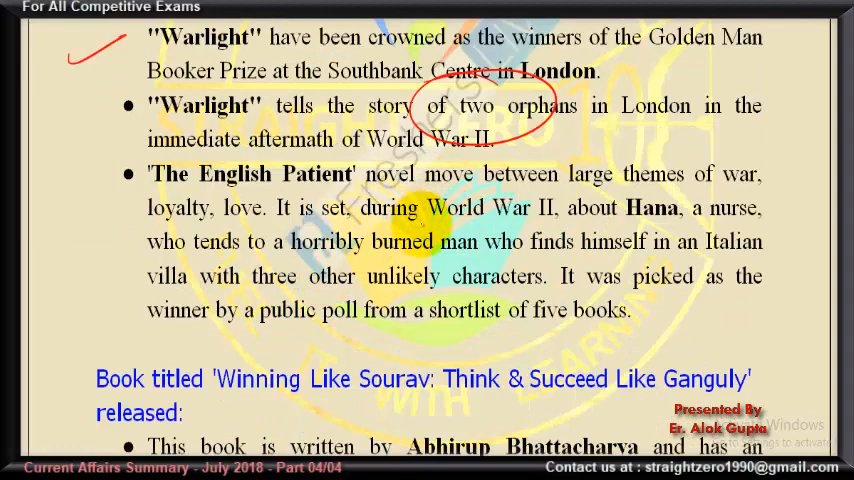 For All Competitive Exams
"Warlight" have been crowned as the winners of the Golden Man
Booker Prize at the Southbank Centre in London.
• "Warlight" tells the story of two orphans in London in the
immediate aftermath of World War II.
• 'The English Patient' novel move between large themes of war,
loyalty, love. It is set, during World War II, about Hana, a nurse,
who tends to a horribly burned man who finds himself in an Italian
villa with three other unlikely characters. It was picked as the
winner by a public poll from a shortlist of five books.
Book titled 'Winning Like Sourav: Think & Succeed Like Ganguly'
released:
Presented By
Er. Alok Gupta
• This book is written by Abhirup Bhattacharya and has an
Current Affairs Summary - July 2018 - Part 04/04
Contact us at : straightzero1990@gmail.com